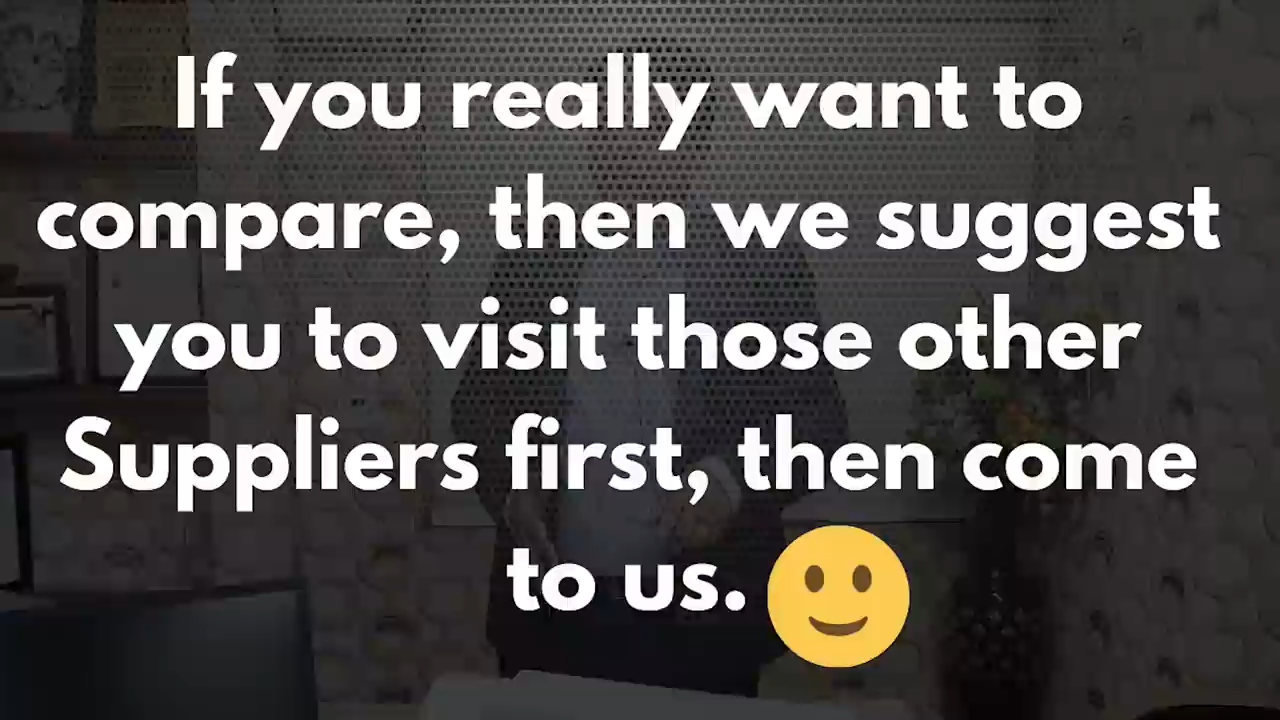 If you really want to
compare, then we suggest
you to visit those other
Suppliers first, then come
to us. 🙂